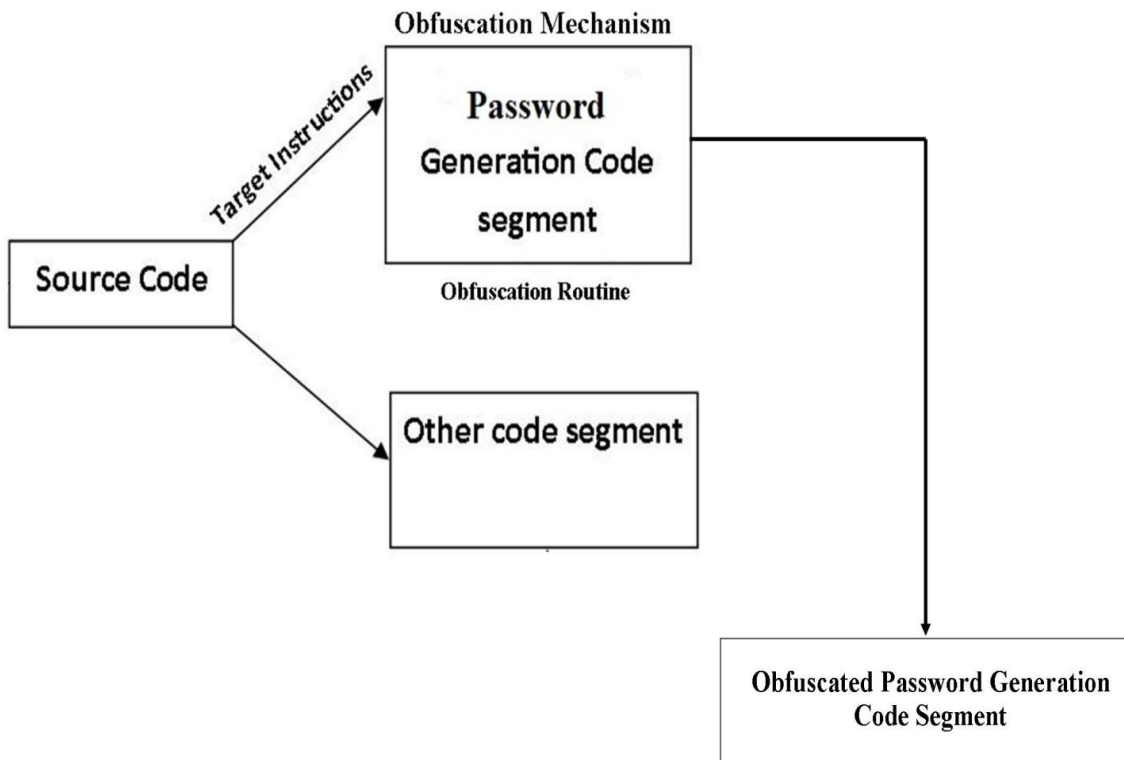 Obfuscation Mechanism
Target Instructions
Password
Generation Code
segment
Source Code
Obfuscation Routine
Other code segment
Obfuscated Password Generation
Code Segment